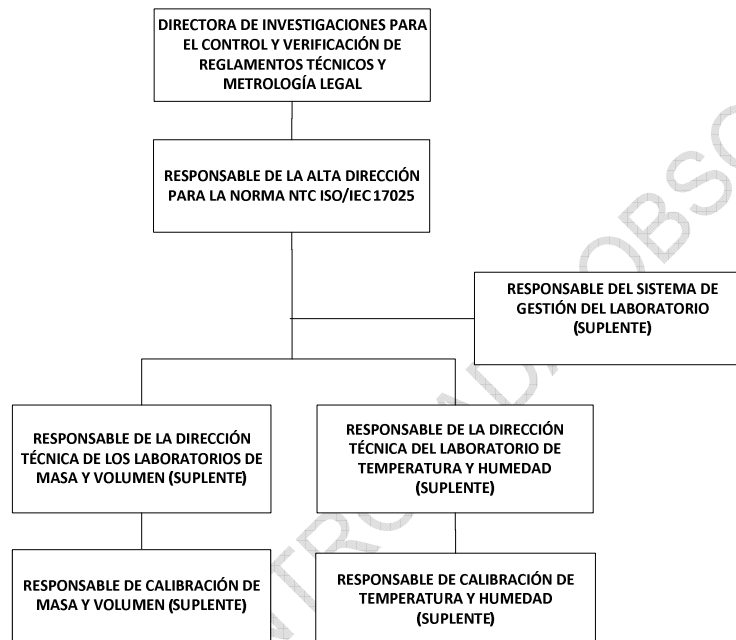 DIRECTORA DE INVESTIGACIONES PARA
EL CONTROL Y VERIFICACIÓN DE
REGLAMENTOS TÉCNICOS Y
METROLOGÍA LEGAL
RESPONSABLE DE LA ALTA DIRECCIÓN
PARA LA NORMA NTC ISO/IEC 17025
RESPONSABLE DEL SISTEMA DE
GESTIÓN DEL LABORATORIO
(SUPLENTE)
RESPONSABLE DE LA DIRECCIÓN
TÉCNICA DE LOS LABORATORIOS DE
MASA Y VOLUMEN (SUPLENTE)
RESPONSABLE DE LA DIRECCIÓN
TÉCNICA DEL LABORATORIO DE
TEMPERATURA Y HUMEDAD
(SUPLENTE)
RESPONSABLE DE CALIBRACIÓN DE
MASA Y VOLUMEN (SUPLENTE)
RESPONSABLE DE CALIBRACIÓN DE
TEMPERATURA Y HUMEDAD
(SUPLENTE)